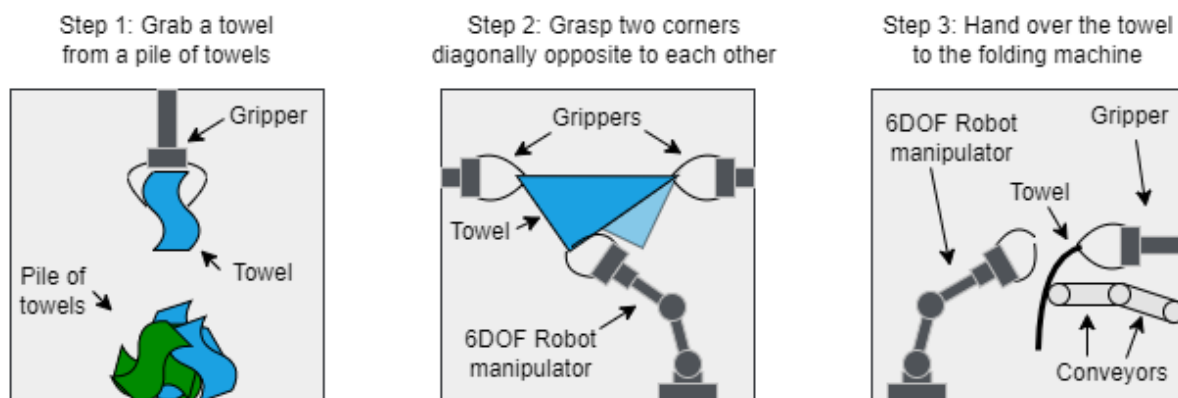 Step 1: Grab a towel
from a pile of towels
Gripper
Towel
Pile of
towels
Step 2: Grasp two corners
diagonally opposite to each other
Grippers
Towel
6DOF Robot
manipulator
Step 3: Hand over the towel
to the folding machine
6DOF Robot
manipulator
Gripper
Towel
Conveyors